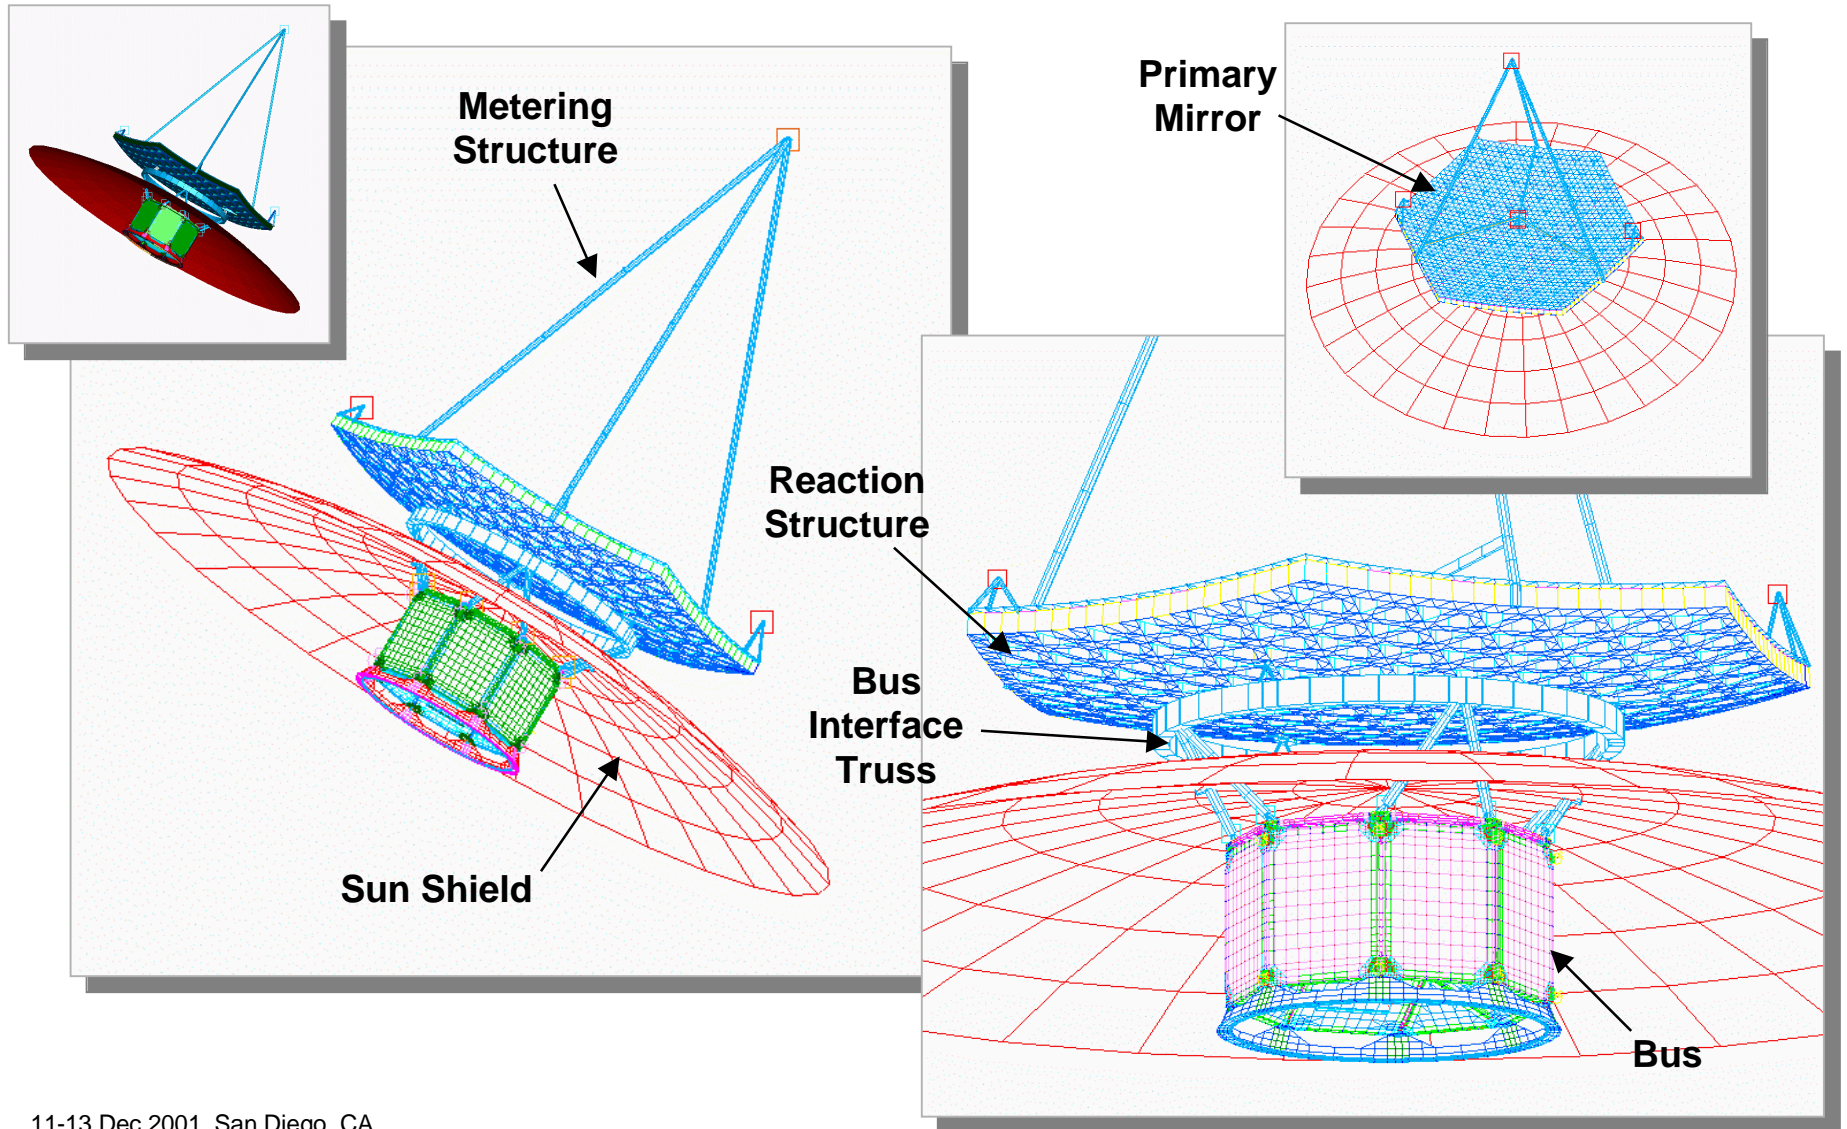 Metering
Structure
Primary
Mirror
Reaction
Structure
Bus
Interface
Truss
Sun Shield
Bus
11-13 Dec 2001, San Diego, CA